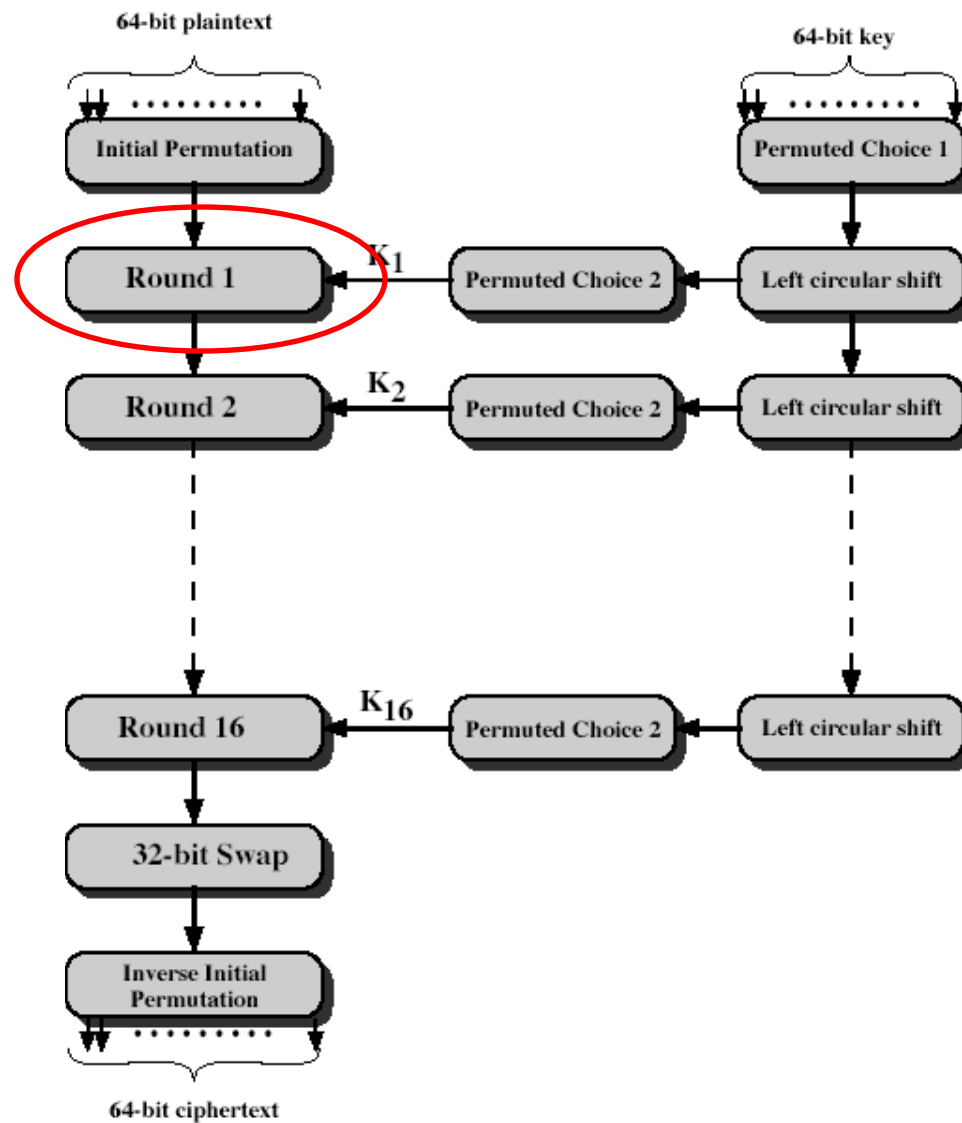 64-bit plaintext
64-bit key
Initial Permutation
Permuted Choice 1
Round 1
K1
Permuted Choice 2
Left circular shift
Round 2
K2
Permuted Choice 2
Left circular shift
Round 16
K16
Permuted Choice 2
Left circular shift
32-bit Swap
Inverse Initial
Permutation
64-bit ciphertext